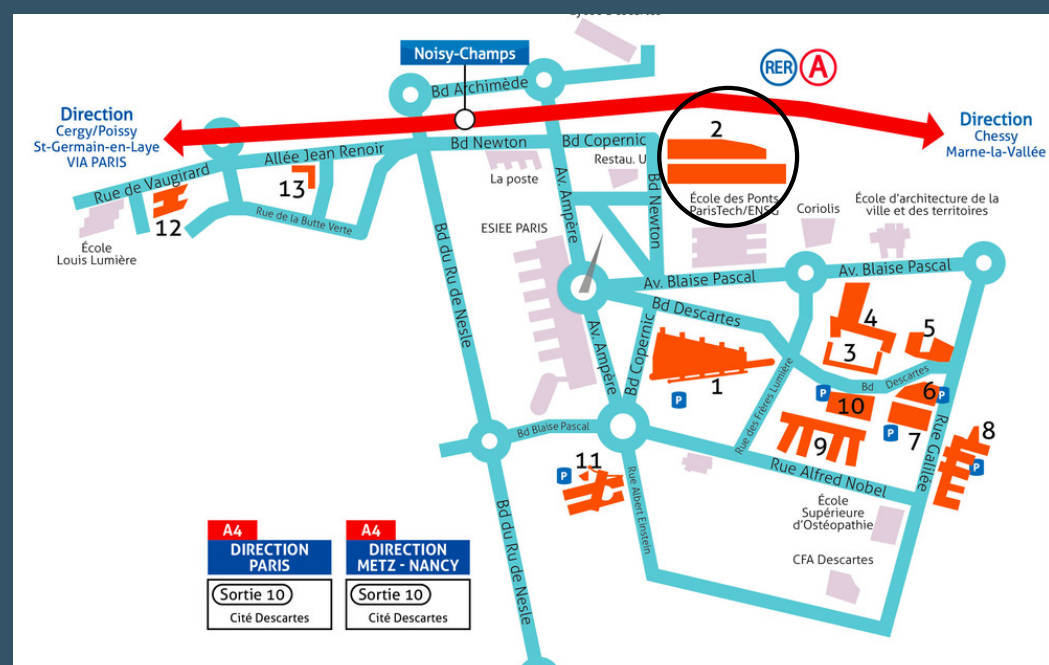 Noisy-Champs
RER A
Bd Archimède
Direction
Cergy/Poissy
St-Germain-en-Laye
VIA PARIS
Direction
Chessy
Marne-la-Vallée
2
Bd Newton
Bd Copernic
Restau. U
Allée Jean Renoir
Rue de Vaugirard
13
La poste
Av. Ampère
Bd Newton
École des Ponts
ParisTech/ENSG
Coriolis
École d'architecture de la
ville et des territoires
12
Rue de la Butte Verte
École
Louis Lumière
ESIEE PARIS
Bd du Ru de Nesle
Av. Blaise Pascal
Av. Blaise Pascal
Bd Descartes
4
5
3
Av. Ampère
Bd Copernic
1
Rue des Frères Lumière
Bd Descartes
P
P
6
P
10
P
7
9
8
Rue Galilée
Bd Blaise Pascal
11
P
P
Rue Alfred Nobel
Rue Albert Einstein
École
Supérieure
d'Ostéopathie
CFA Descartes
Bd du Ru de Nesle
A4
DIRECTION
PARIS
Sortie 10
Cité Descartes
A4
DIRECTION
METZ - NANCY
Sortie 10
Cité Descartes